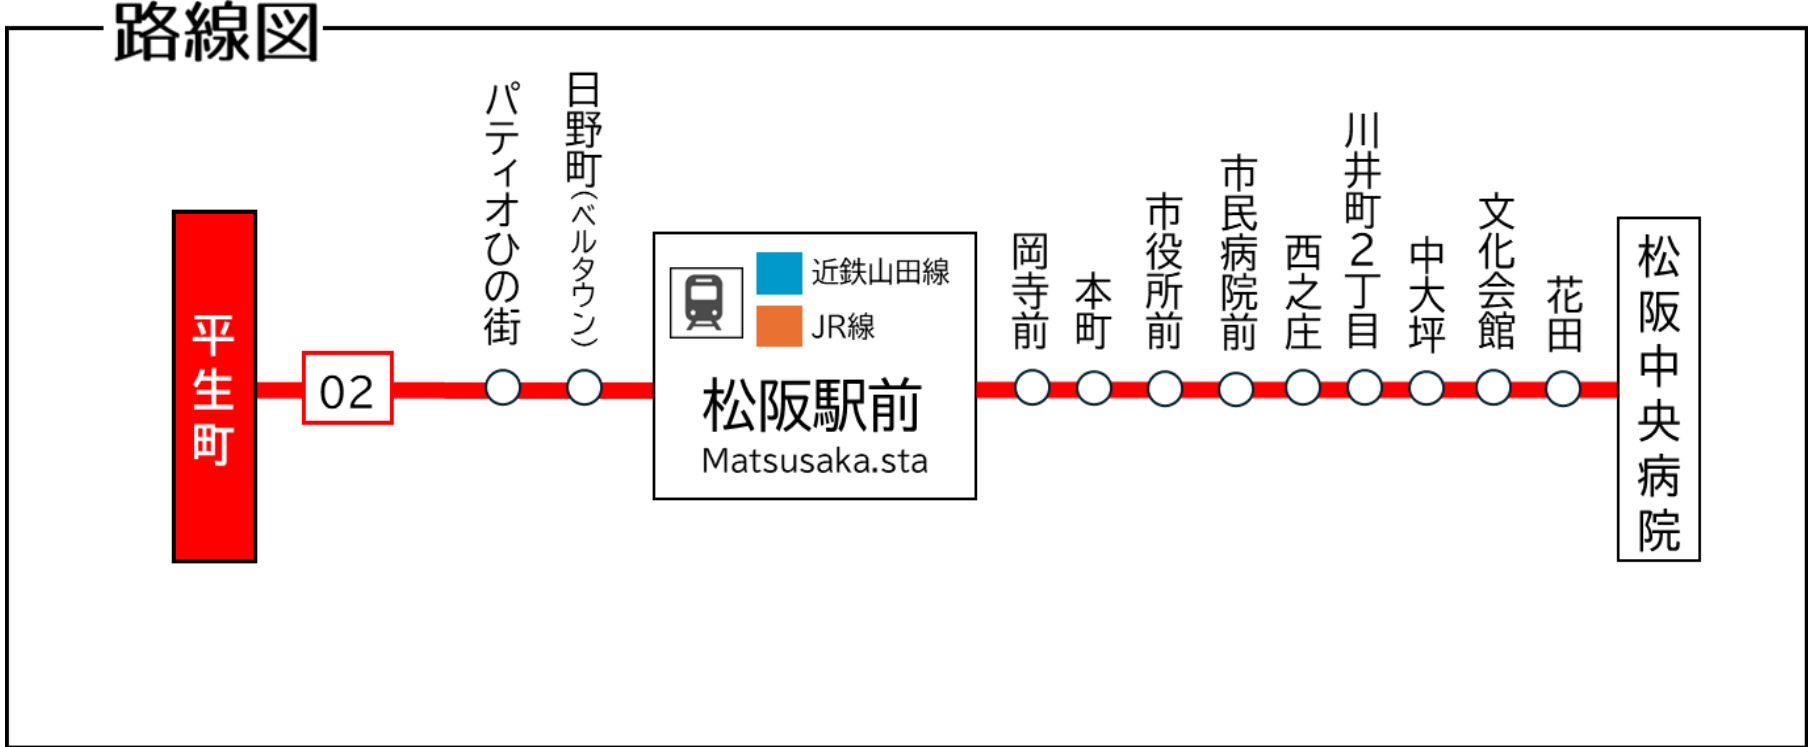 路線図
平生町
02
パティオひの街
日野町(ベルタウン)
近鉄山田線
JR線
松阪駅前
Matsusaka.sta
岡寺前
本町
市役所前
市民病院前
西之庄
川井町2丁目
中大坪
文化会館
花田
松阪中央病院